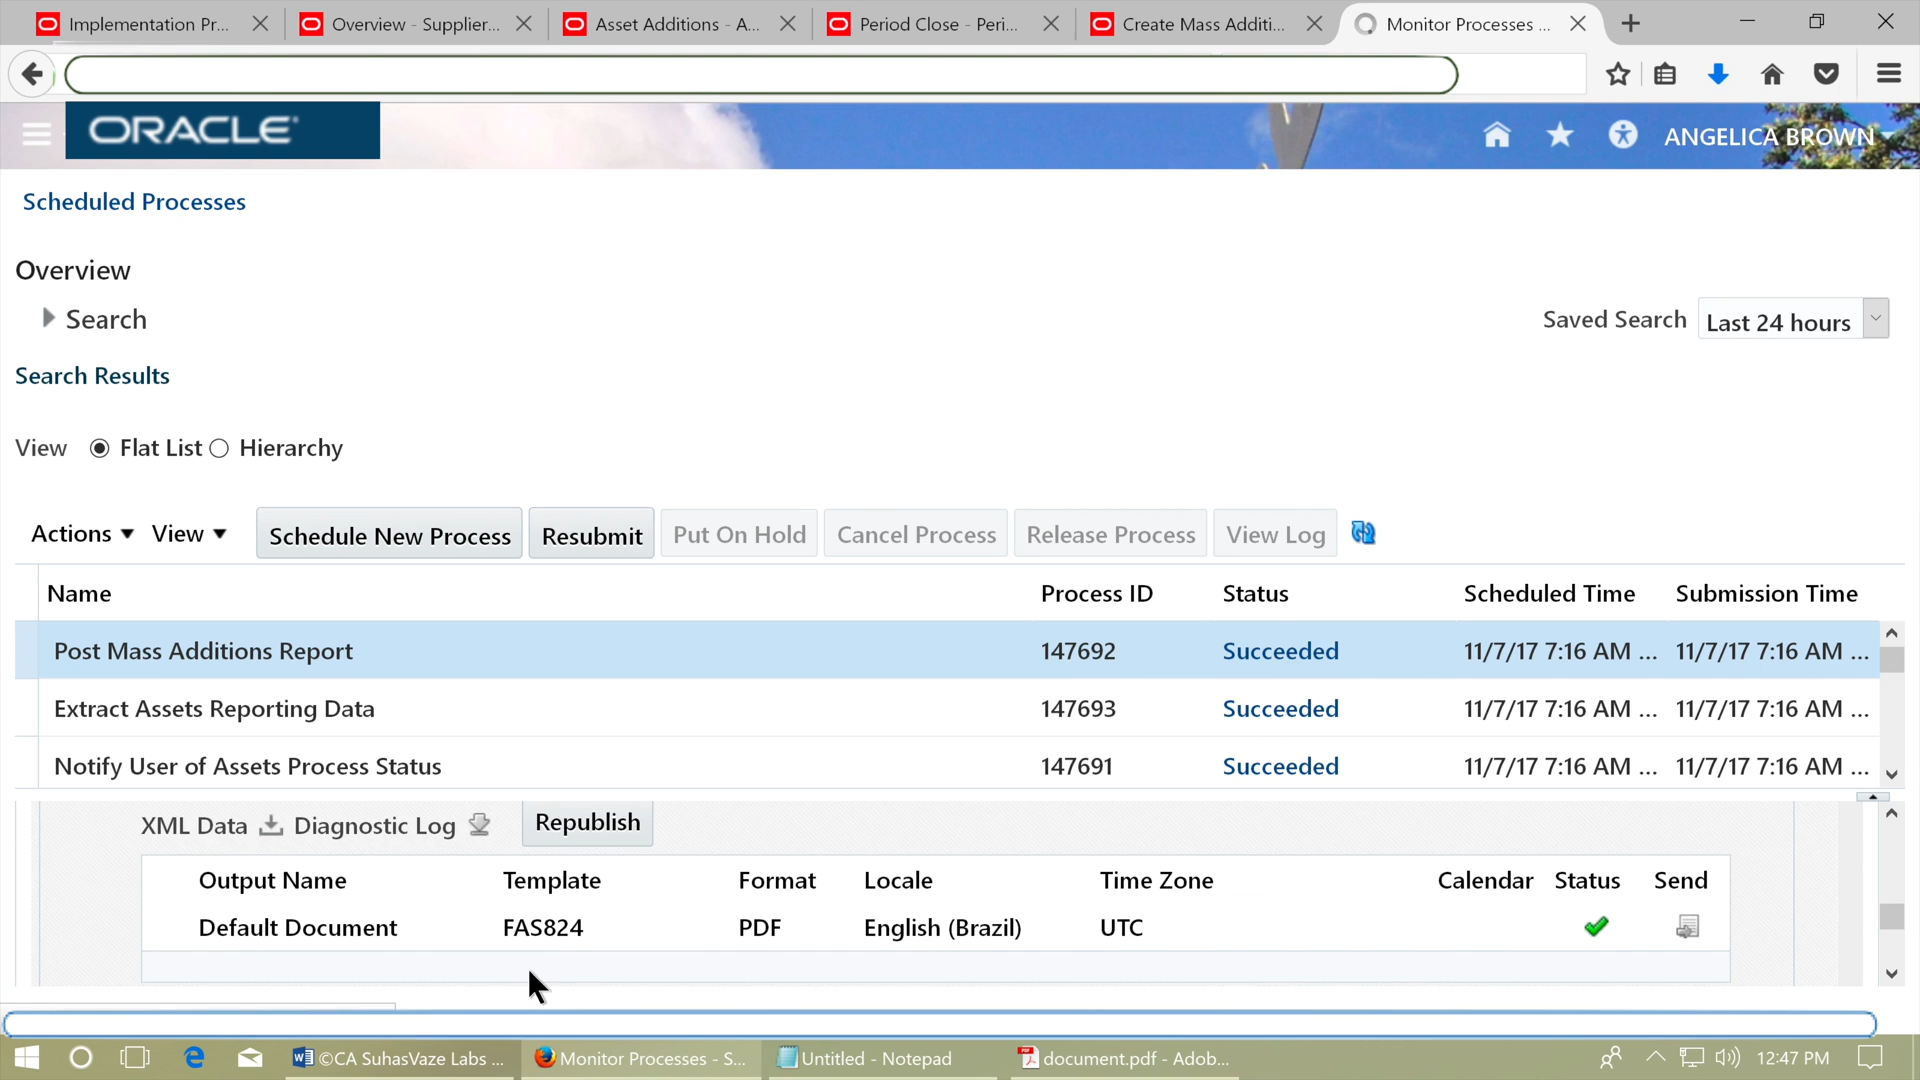 Implementation Pr...
Overview - Supplier...
Asset Additions - A...
Period Close - Peri...
Create Mass Additi...
Monitor Processes ...
ORACLE
ANGELICA BROWN
Scheduled Processes
Overview
Search
Saved Search Last 24 hours
Search Results
View Flat List Hierarchy
Actions View Schedule New Process Resubmit Put On Hold Cancel Process Release Process View Log
Name Process ID Status Scheduled Time Submission Time
Post Mass Additions Report 147692 Succeeded 11/7/17 7:16 AM ... 11/7/17 7:16 AM ...
Extract Assets Reporting Data 147693 Succeeded 11/7/17 7:16 AM ... 11/7/17 7:16 AM ...
Notify User of Assets Process Status 147691 Succeeded 11/7/17 7:16 AM ... 11/7/17 7:16 AM ...
XML Data Diagnostic Log Republish
Output Name Template Format Locale Time Zone Calendar Status Send
Default Document FAS824 PDF English (Brazil) UTC
©CA SuhasVaze Labs ... Monitor Processes - S... Untitled - Notepad document.pdf - Adob... 12:47 PM